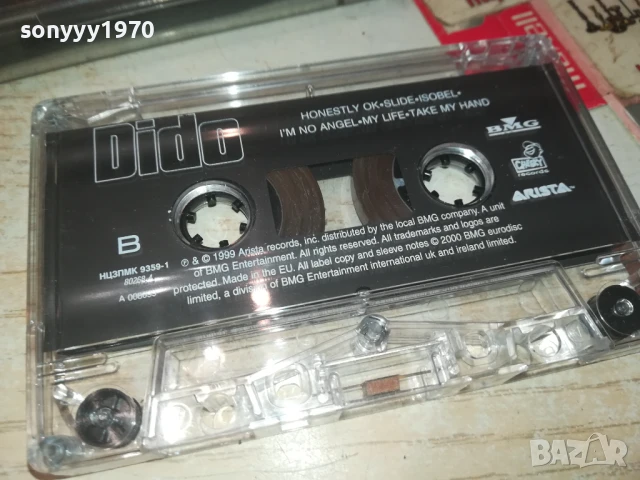 sonyyy1970
Dido
HONESTLY OK•SLIDE•ISOBEL•
I'M NO ANGEL•MY LIFE•TAKE MY HAND
BMG
CHEEKY
records
ARISTA
B
НЦЗПМК 9359-1
℗ & © 1999 Arista records, inc. distributed by the local BMG company. A unit
of BMG Entertainment. All rights reserved. All trademarks and logos are
protected. Made in the EU. All label copy and sleeve notes © 2000 BMG eurodisc
limited, a division of BMG Entertainment international uk and ireland limited.
BAZAR